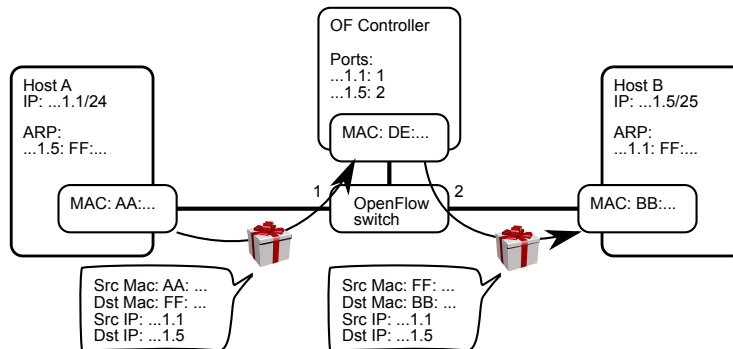 OF Controller
Ports:
...1.1: 1
...1.5: 2
MAC: DE:...
Host A
IP: ...1.1/24
ARP:
...1.5: FF:...
MAC: AA:...
Host B
IP: ...1.5/25
ARP:
...1.1: FF:...
MAC: BB:...
1
2
OpenFlow
switch
Src Mac: AA: ...
Dst Mac: FF: ...
Src IP: ...1.1
Dst IP: ...1.5
Src Mac: FF: ...
Dst Mac: BB: ...
Src IP: ...1.1
Dst IP: ...1.5